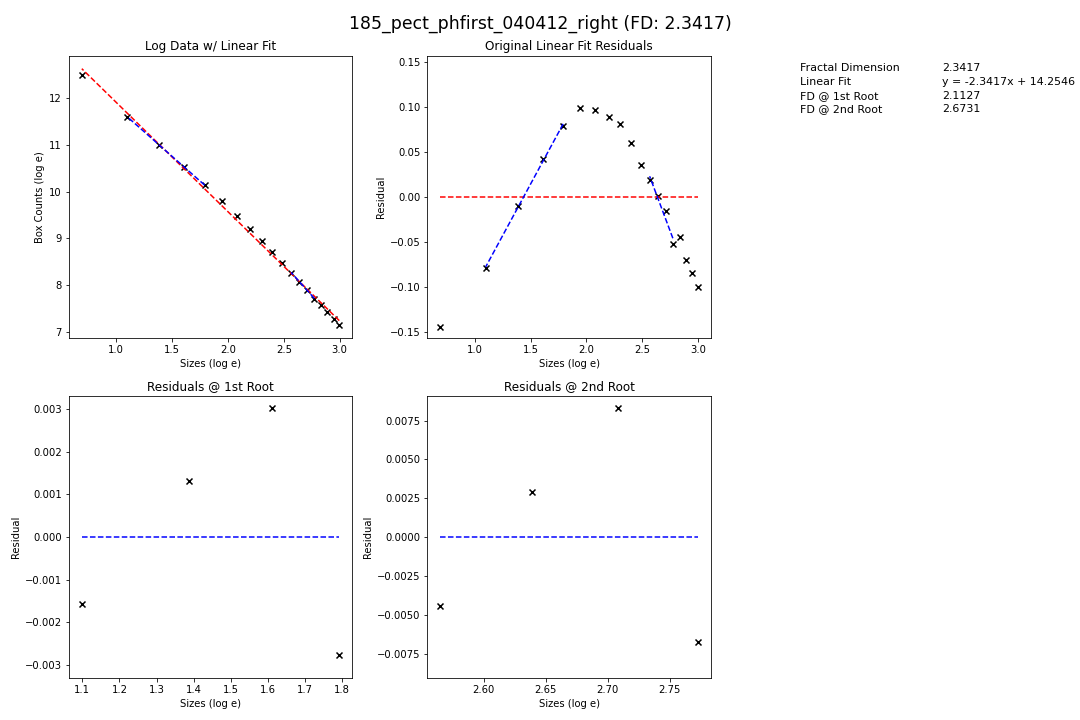 185_pect_phfirst_040412_right (FD: 2.3417)
Log Data w/ Linear Fit
12
11
10
9
8
7
1.0 1.5 2.0 2.5 3.0
Box Counts (log e)
Sizes (log e)
Original Linear Fit Residuals
0.15
0.10
0.05
0.00
−0.05
−0.10
−0.15
1.0 1.5 2.0 2.5 3.0
Residual
Sizes (log e)
Fractal Dimension 2.3417
Linear Fit y = -2.3417x + 14.2546
FD @ 1st Root 2.1127
FD @ 2nd Root 2.6731
Residuals @ 1st Root
0.003
0.002
0.001
0.000
−0.001
−0.002
−0.003
1.1 1.2 1.3 1.4 1.5 1.6 1.7 1.8
Residual
Sizes (log e)
Residuals @ 2nd Root
0.0075
0.0050
0.0025
0.0000
−0.0025
−0.0050
−0.0075
2.60 2.65 2.70 2.75
Residual
Sizes (log e)